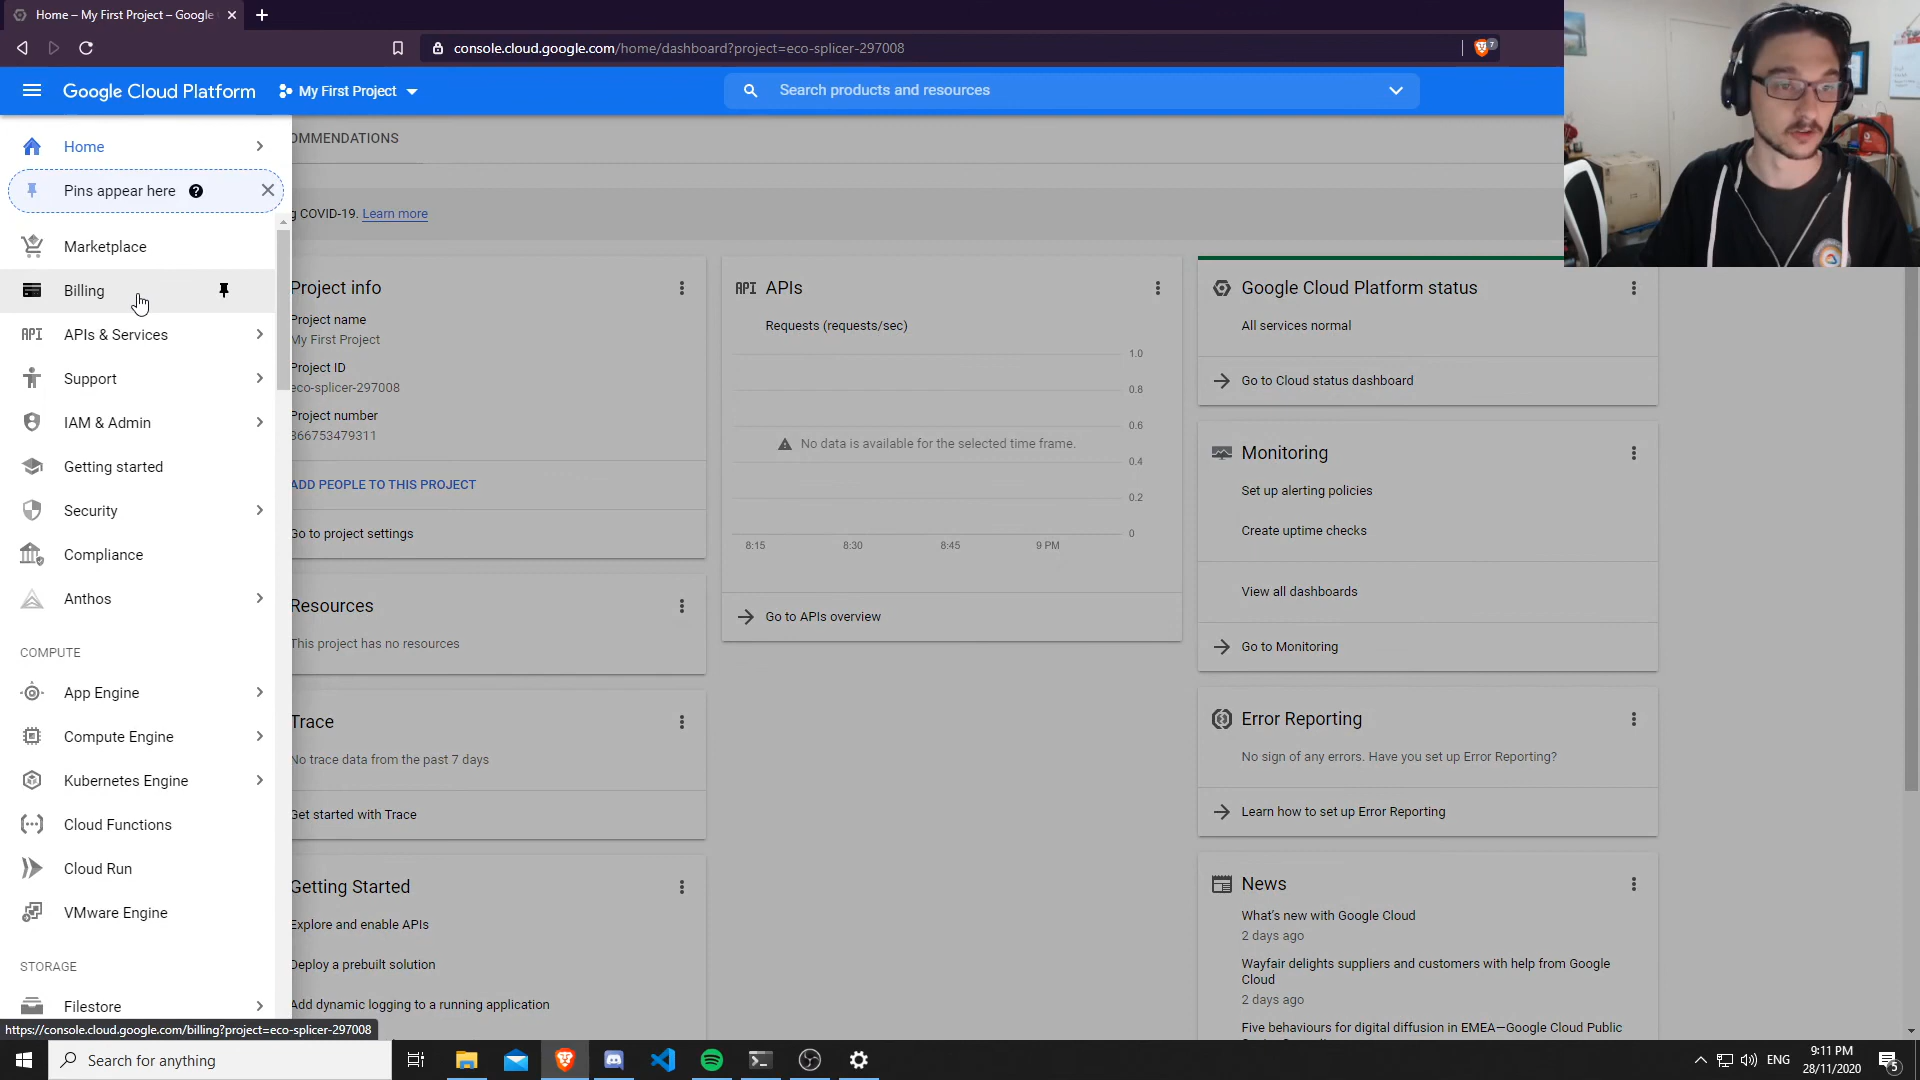 Home – My First Project – Google
console.cloud.google.com/home/dashboard?project=eco-splicer-297008
7
Google Cloud Platform
My First Project
Search products and resources
Home
Pins appear here
Marketplace
Billing
API APIs & Services
Support
IAM & Admin
Getting started
Security
Compliance
Anthos
COMPUTE
App Engine
Compute Engine
Kubernetes Engine
Cloud Functions
Cloud Run
VMware Engine
STORAGE
Filestore
https://console.cloud.google.com/billing?project=eco-splicer-297008
OMMENDATIONS
g COVID-19. Learn more
Project info
Project name
My First Project
Project ID
eco-splicer-297008
Project number
366753479311
ADD PEOPLE TO THIS PROJECT
Go to project settings
Resources
This project has no resources
Trace
No trace data from the past 7 days
Get started with Trace
Getting Started
Explore and enable APIs
Deploy a prebuilt solution
Add dynamic logging to a running application
API APIs
Requests (requests/sec)
1.0
0.8
0.6
No data is available for the selected time frame.
0.4
0.2
0
8:15 8:30 8:45 9 PM
Go to APIs overview
Google Cloud Platform status
All services normal
Go to Cloud status dashboard
Monitoring
Set up alerting policies
Create uptime checks
View all dashboards
Go to Monitoring
Error Reporting
No sign of any errors. Have you set up Error Reporting?
Learn how to set up Error Reporting
News
What's new with Google Cloud
2 days ago
Wayfair delights suppliers and customers with help from Google
Cloud
2 days ago
Five behaviours for digital diffusion in EMEA—Google Cloud Public
Search for anything
ENG
9:11 PM
28/11/2020
5